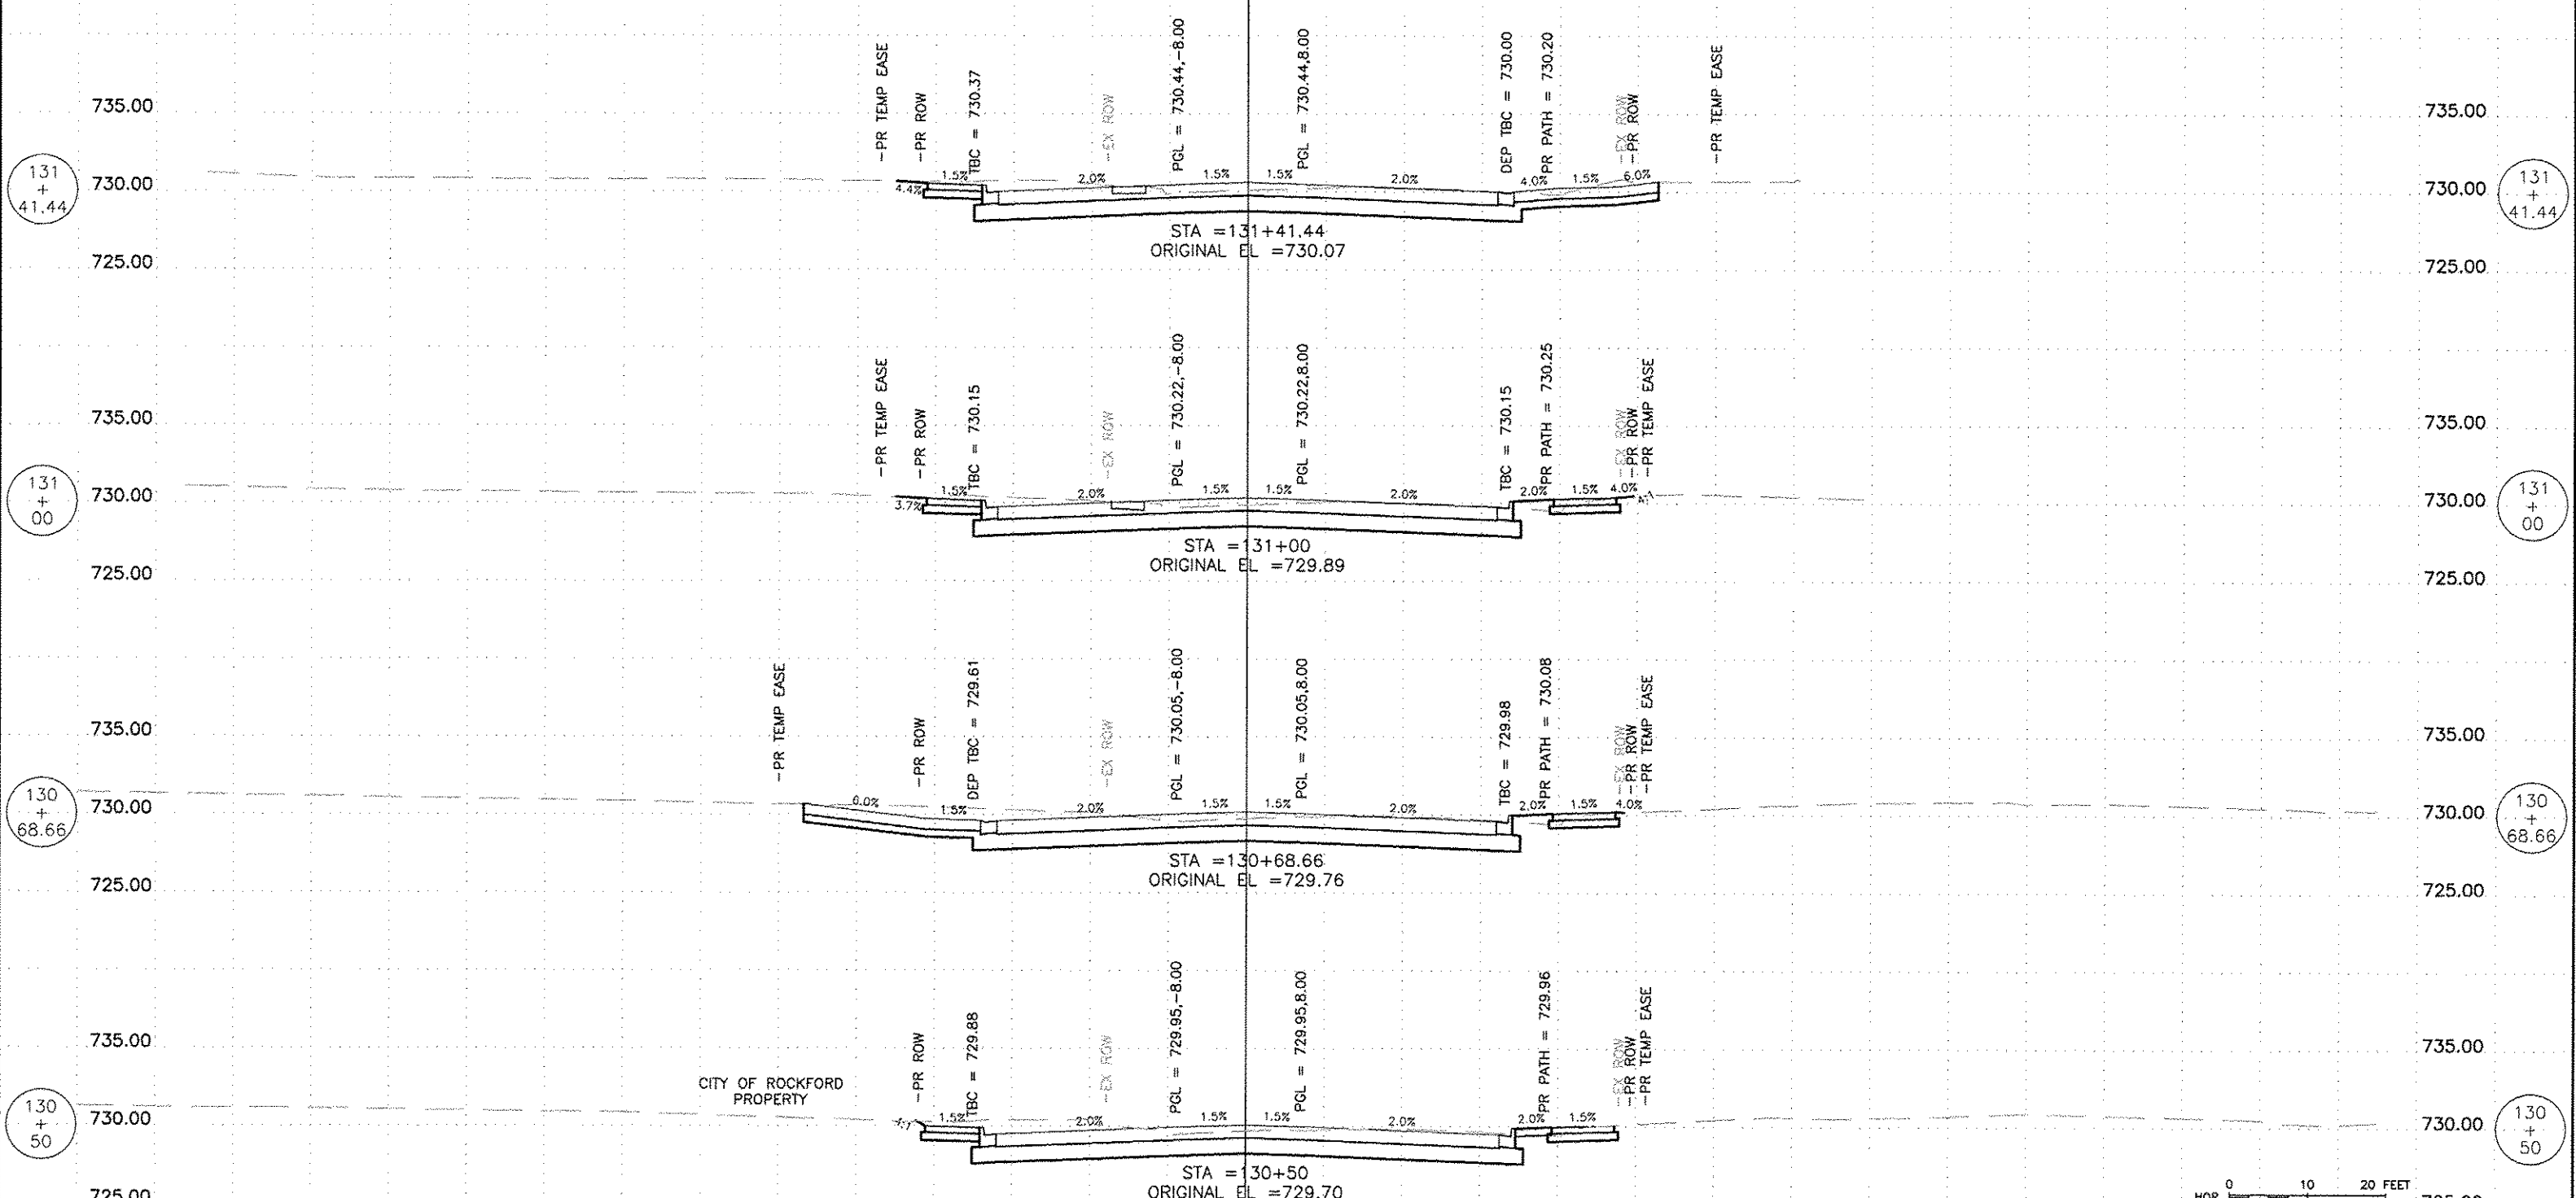 -PR TEMP EASE
-PR ROW
TBC = 730.37
-EX ROW
PGL = 730.44,-8.00
PGL = 730.44,8.00
DEP TBC = 730.00
PR PATH = 730.20
-EX ROW
-PR ROW
-PR TEMP EASE
735.00
735.00
131
+
41.44
730.00
4.4%
1.5%
2.0%
1.5%
1.5%
2.0%
4.0%
1.5%
6.0%
730.00
131
+
41.44
STA =131+41.44
ORIGINAL EL =730.07
725.00
725.00
-PR TEMP EASE
-PR ROW
TBC = 730.15
-EX ROW
PGL = 730.22,-8.00
PGL = 730.22,8.00
TBC = 730.15
PR PATH = 730.25
-EX ROW
-PR ROW
-PR TEMP EASE
735.00
735.00
131
+
00
730.00
3.7%
1.5%
2.0%
1.5%
1.5%
2.0%
2.0%
1.5%
4.0%
4:1
730.00
131
+
00
STA =131+00
ORIGINAL EL =729.89
725.00
725.00
-PR TEMP EASE
-PR ROW
DEP TBC = 729.61
-EX ROW
PGL = 730.05,-8.00
PGL = 730.05,8.00
TBC = 729.98
PR PATH = 730.08
-EX ROW
-PR ROW
-PR TEMP EASE
735.00
735.00
130
+
68.66
730.00
1.5%
2.0%
1.5%
1.5%
2.0%
2.0%
1.5%
4.0%
730.00
130
+
68.66
STA =130+68.66
ORIGINAL EL =729.76
725.00
725.00
-PR ROW
TBC = 729.88
-EX ROW
PGL = 729.95,-8.00
PGL = 729.95,8.00
PR PATH = 729.96
-EX ROW
-PR ROW
-PR TEMP EASE
735.00
735.00
CITY OF ROCKFORD
PROPERTY
130
+
50
730.00
1.5%
2.0%
1.5%
1.5%
2.0%
2.0%
1.5%
730.00
130
+
50
STA =130+50
ORIGINAL EL =729.70
725.00
HOR
0 10 20 FEET